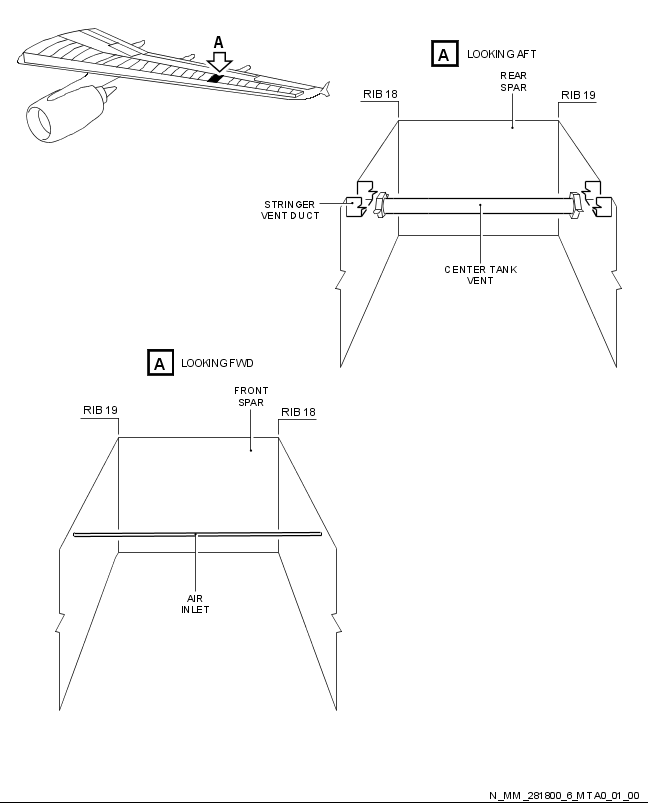 A
A LOOKING AFT
REAR
SPAR
RIB 18
RIB 19
STRINGER
VENT DUCT
CENTER TANK
VENT
A LOOKING FWD
FRONT
SPAR
RIB 19
RIB 18
AIR
INLET
N_MM_281800_6_MTA0_01_00